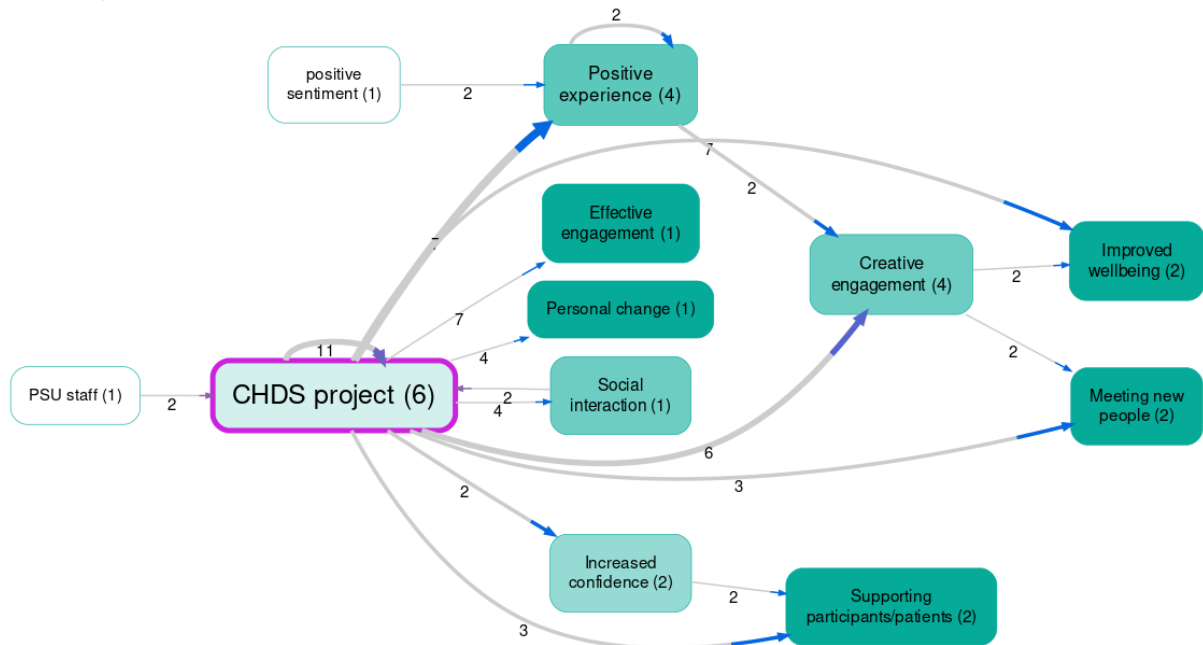 2
positive
sentiment (1)
2
Positive
experience (4)
7
2
Effective
engagement (1)
Improved
wellbeing (2)
Creative
engagement (4)
2
7
Personal change (1)
11
4
2
PSU staff (1)
2
CHDS project (6)
2
4
Social
interaction (1)
Meeting new
people (2)
6
3
2
Increased
confidence (2)
2
Supporting
participants/patients (2)
3